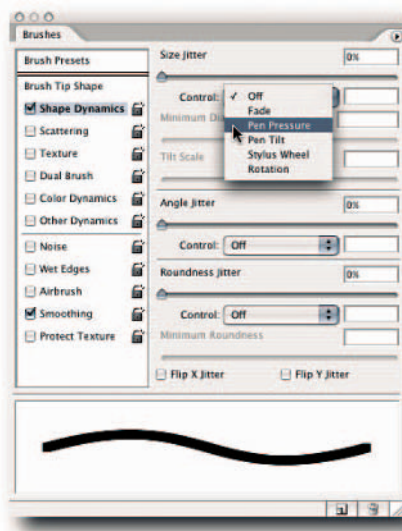 Brushes
Brush Presets
Brush Tip Shape
Shape Dynamics
Scattering
Texture
Dual Brush
Color Dynamics
Other Dynamics
Noise
Wet Edges
Airbrush
Smoothing
Protect Texture
Size Jitter 0%
Control:
✓ Off
Fade
Pen Pressure
Pen Tilt
Stylus Wheel
Rotation
Minimum
Tilt Scale
Angle Jitter 0%
Control: Off
Roundness Jitter 0%
Control: Off
Minimum Roundness
Flip X Jitter Flip Y Jitter